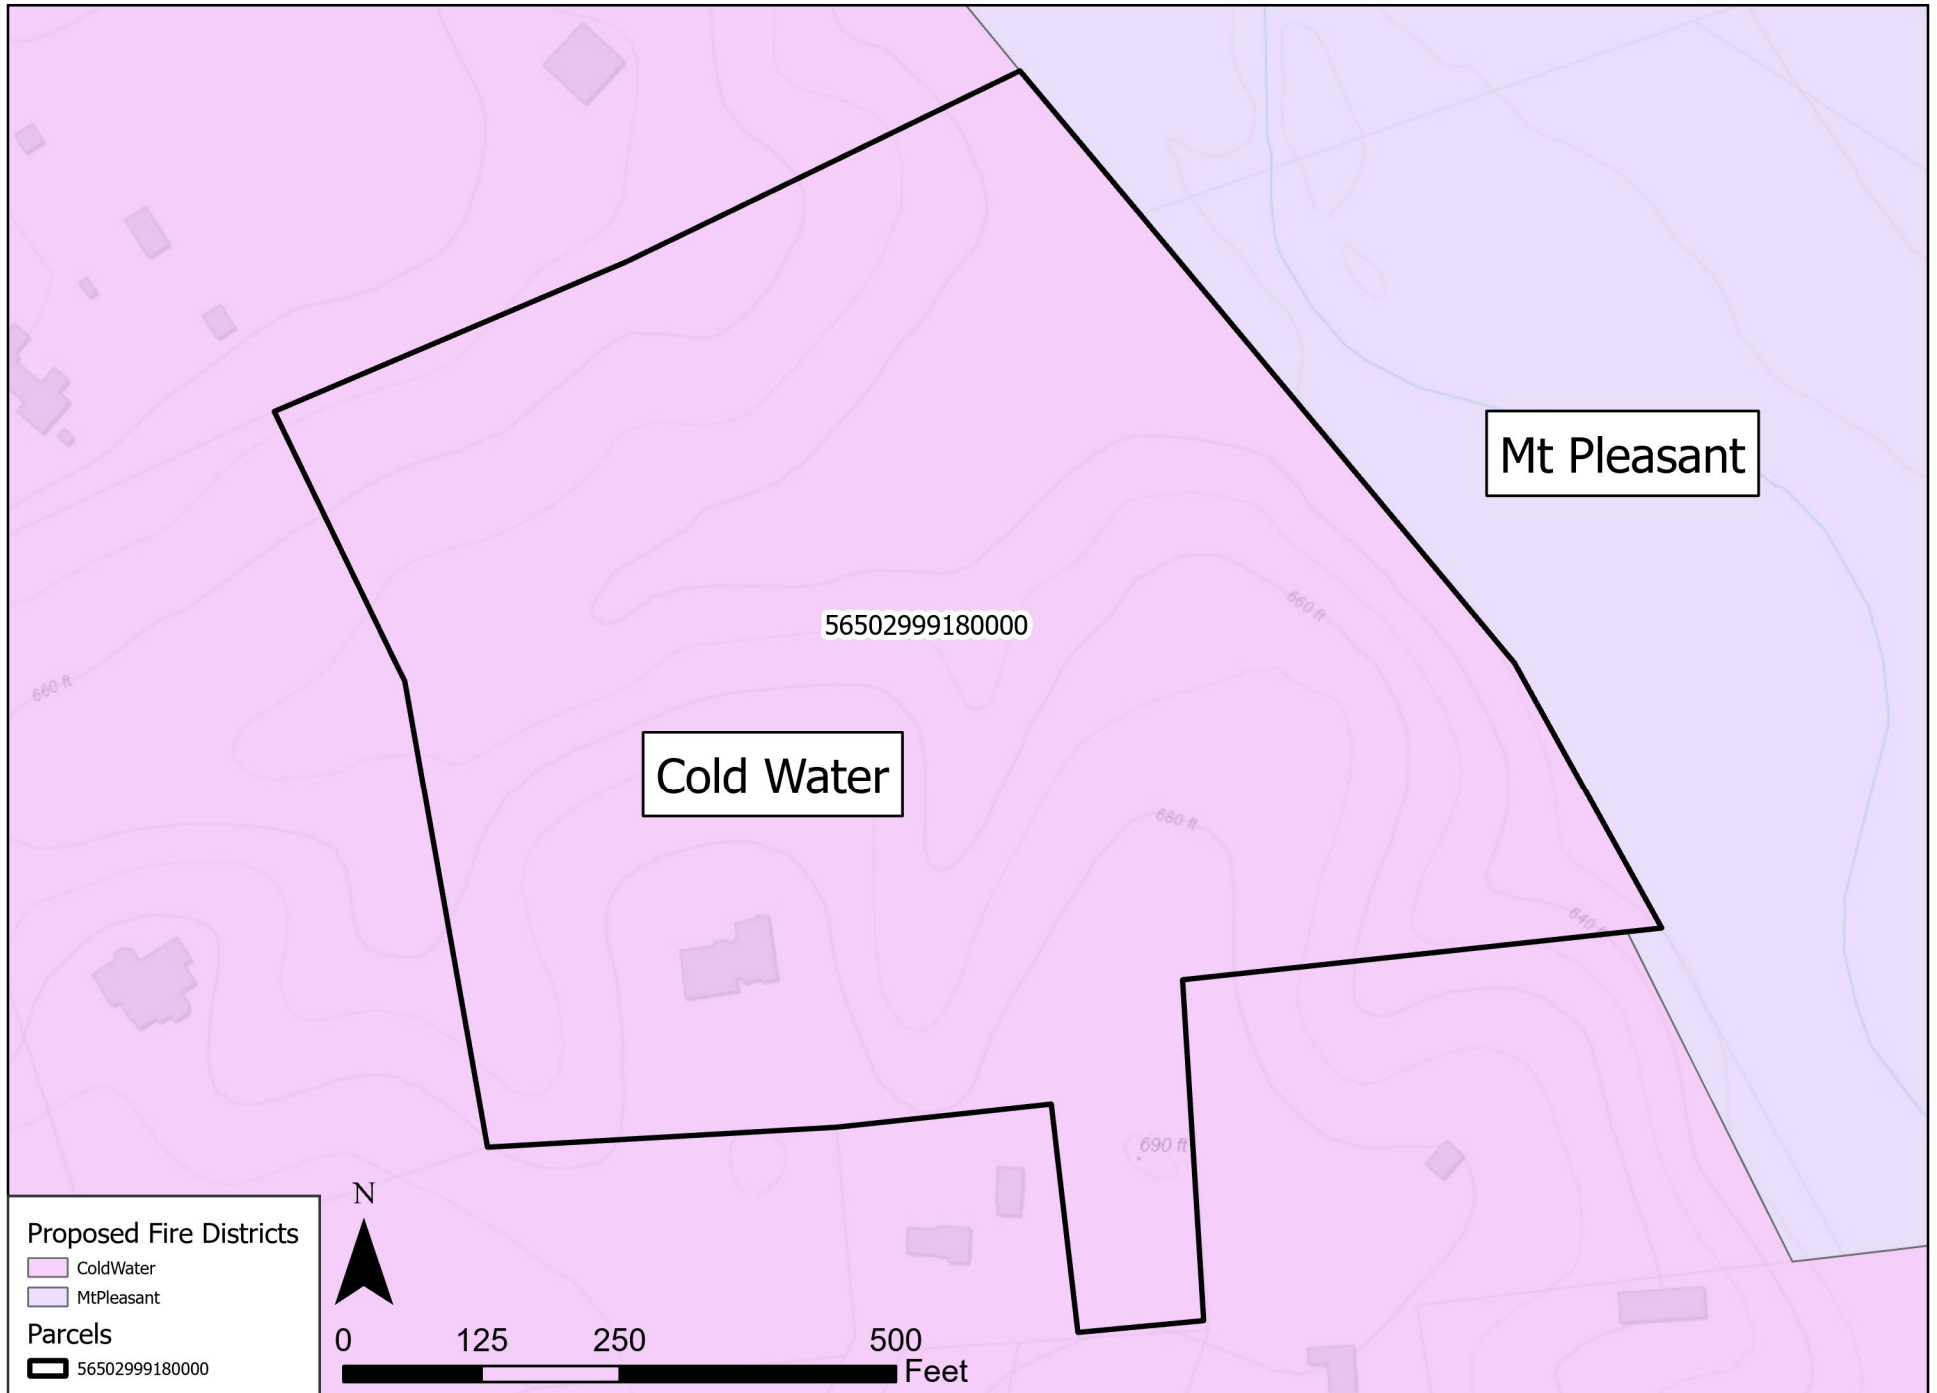 Mt Pleasant
660 ft
56502999180000
660 ft
Cold Water
680 ft
640
690 ft
N
Proposed Fire Districts
ColdWater
MtPleasant
Parcels
56502999180000
0 125 250 500
Feet